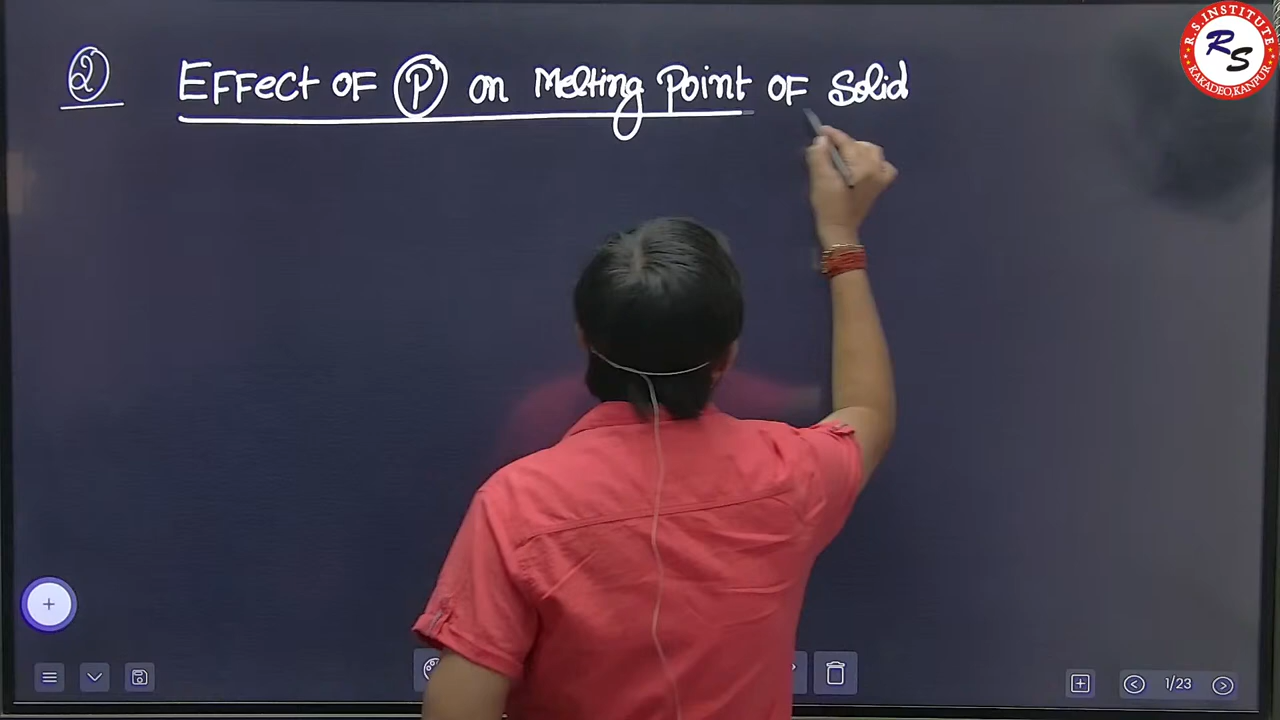 ② Effect OF Ⓟ on Melting Point OF Solid
R.S.INSTITUTE
RS
KAKADEO,KANPUR
1/23